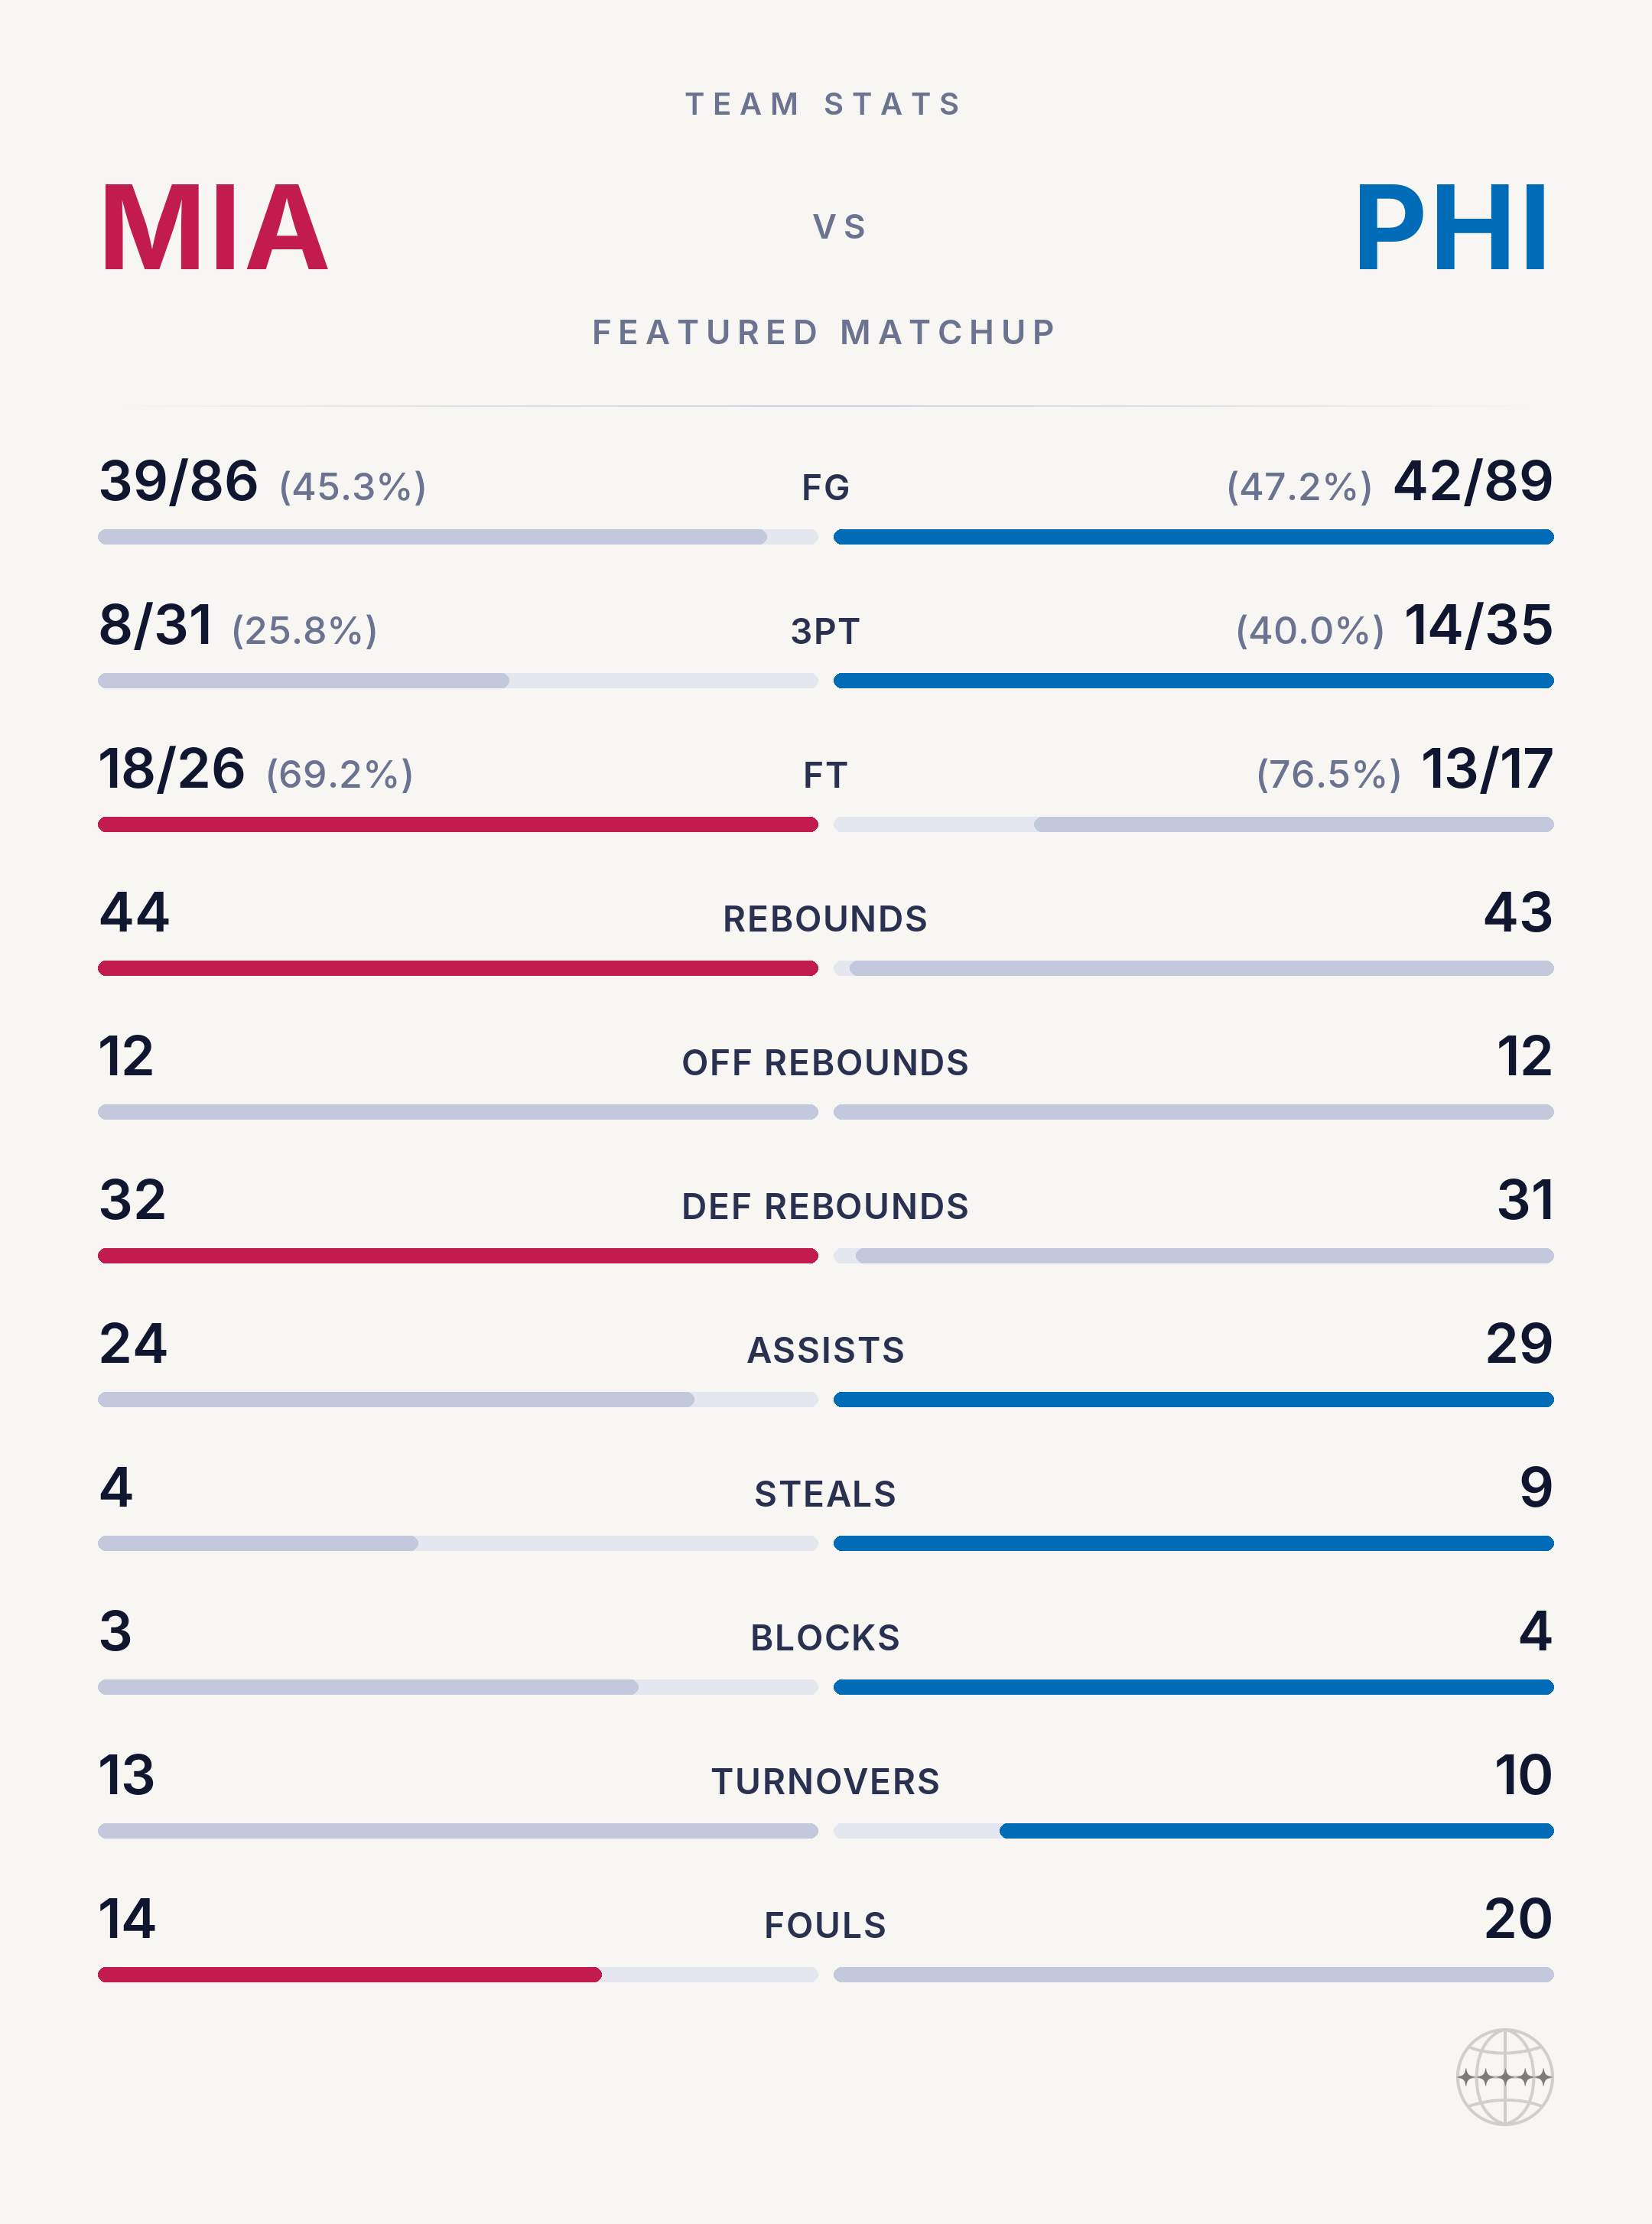 TEAM STATS
MIA VS PHI
FEATURED MATCHUP
39/86 (45.3%) FG (47.2%) 42/89
8/31 (25.8%) 3PT (40.0%) 14/35
18/26 (69.2%) FT (76.5%) 13/17
44 REBOUNDS 43
12 OFF REBOUNDS 12
32 DEF REBOUNDS 31
24 ASSISTS 29
4 STEALS 9
3 BLOCKS 4
13 TURNOVERS 10
14 FOULS 20